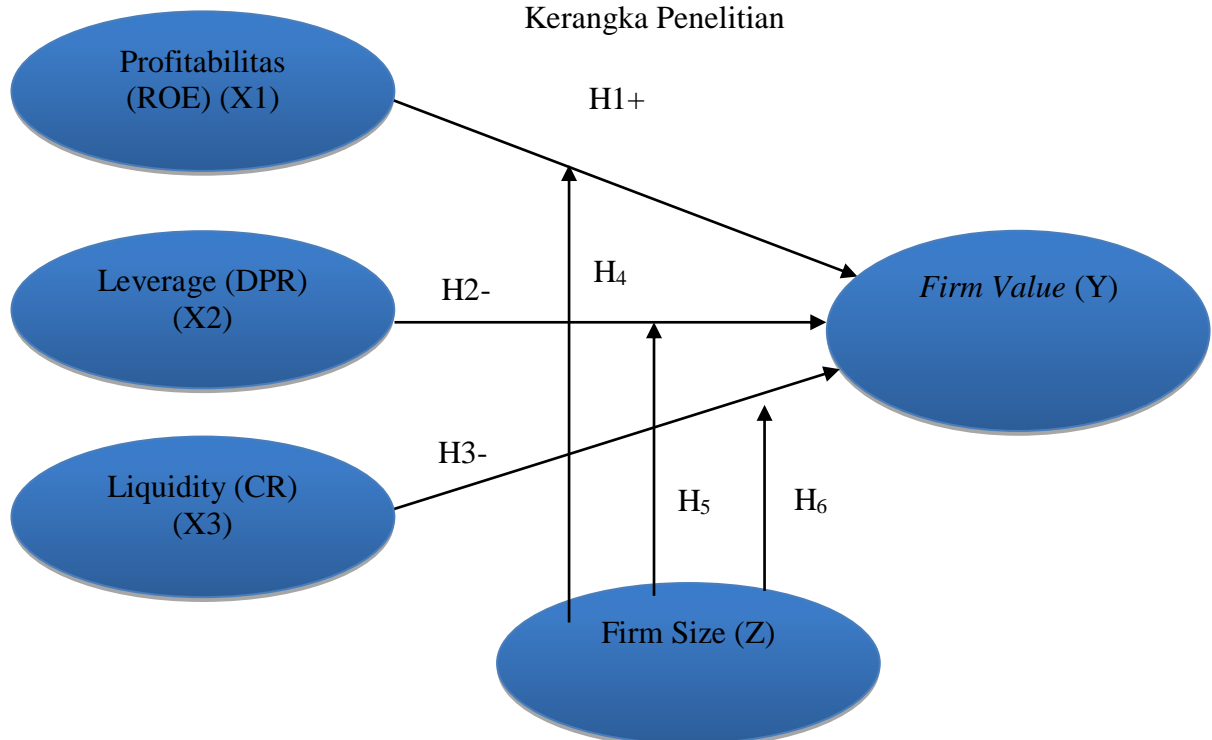 Kerangka Penelitian
Profitabilitas
(ROE) (X1)
H1+
Leverage (DPR)
(X2)
H2-
H₄
Firm Value (Y)
Liquidity (CR)
(X3)
H3-
H₅
H₆
Firm Size (Z)